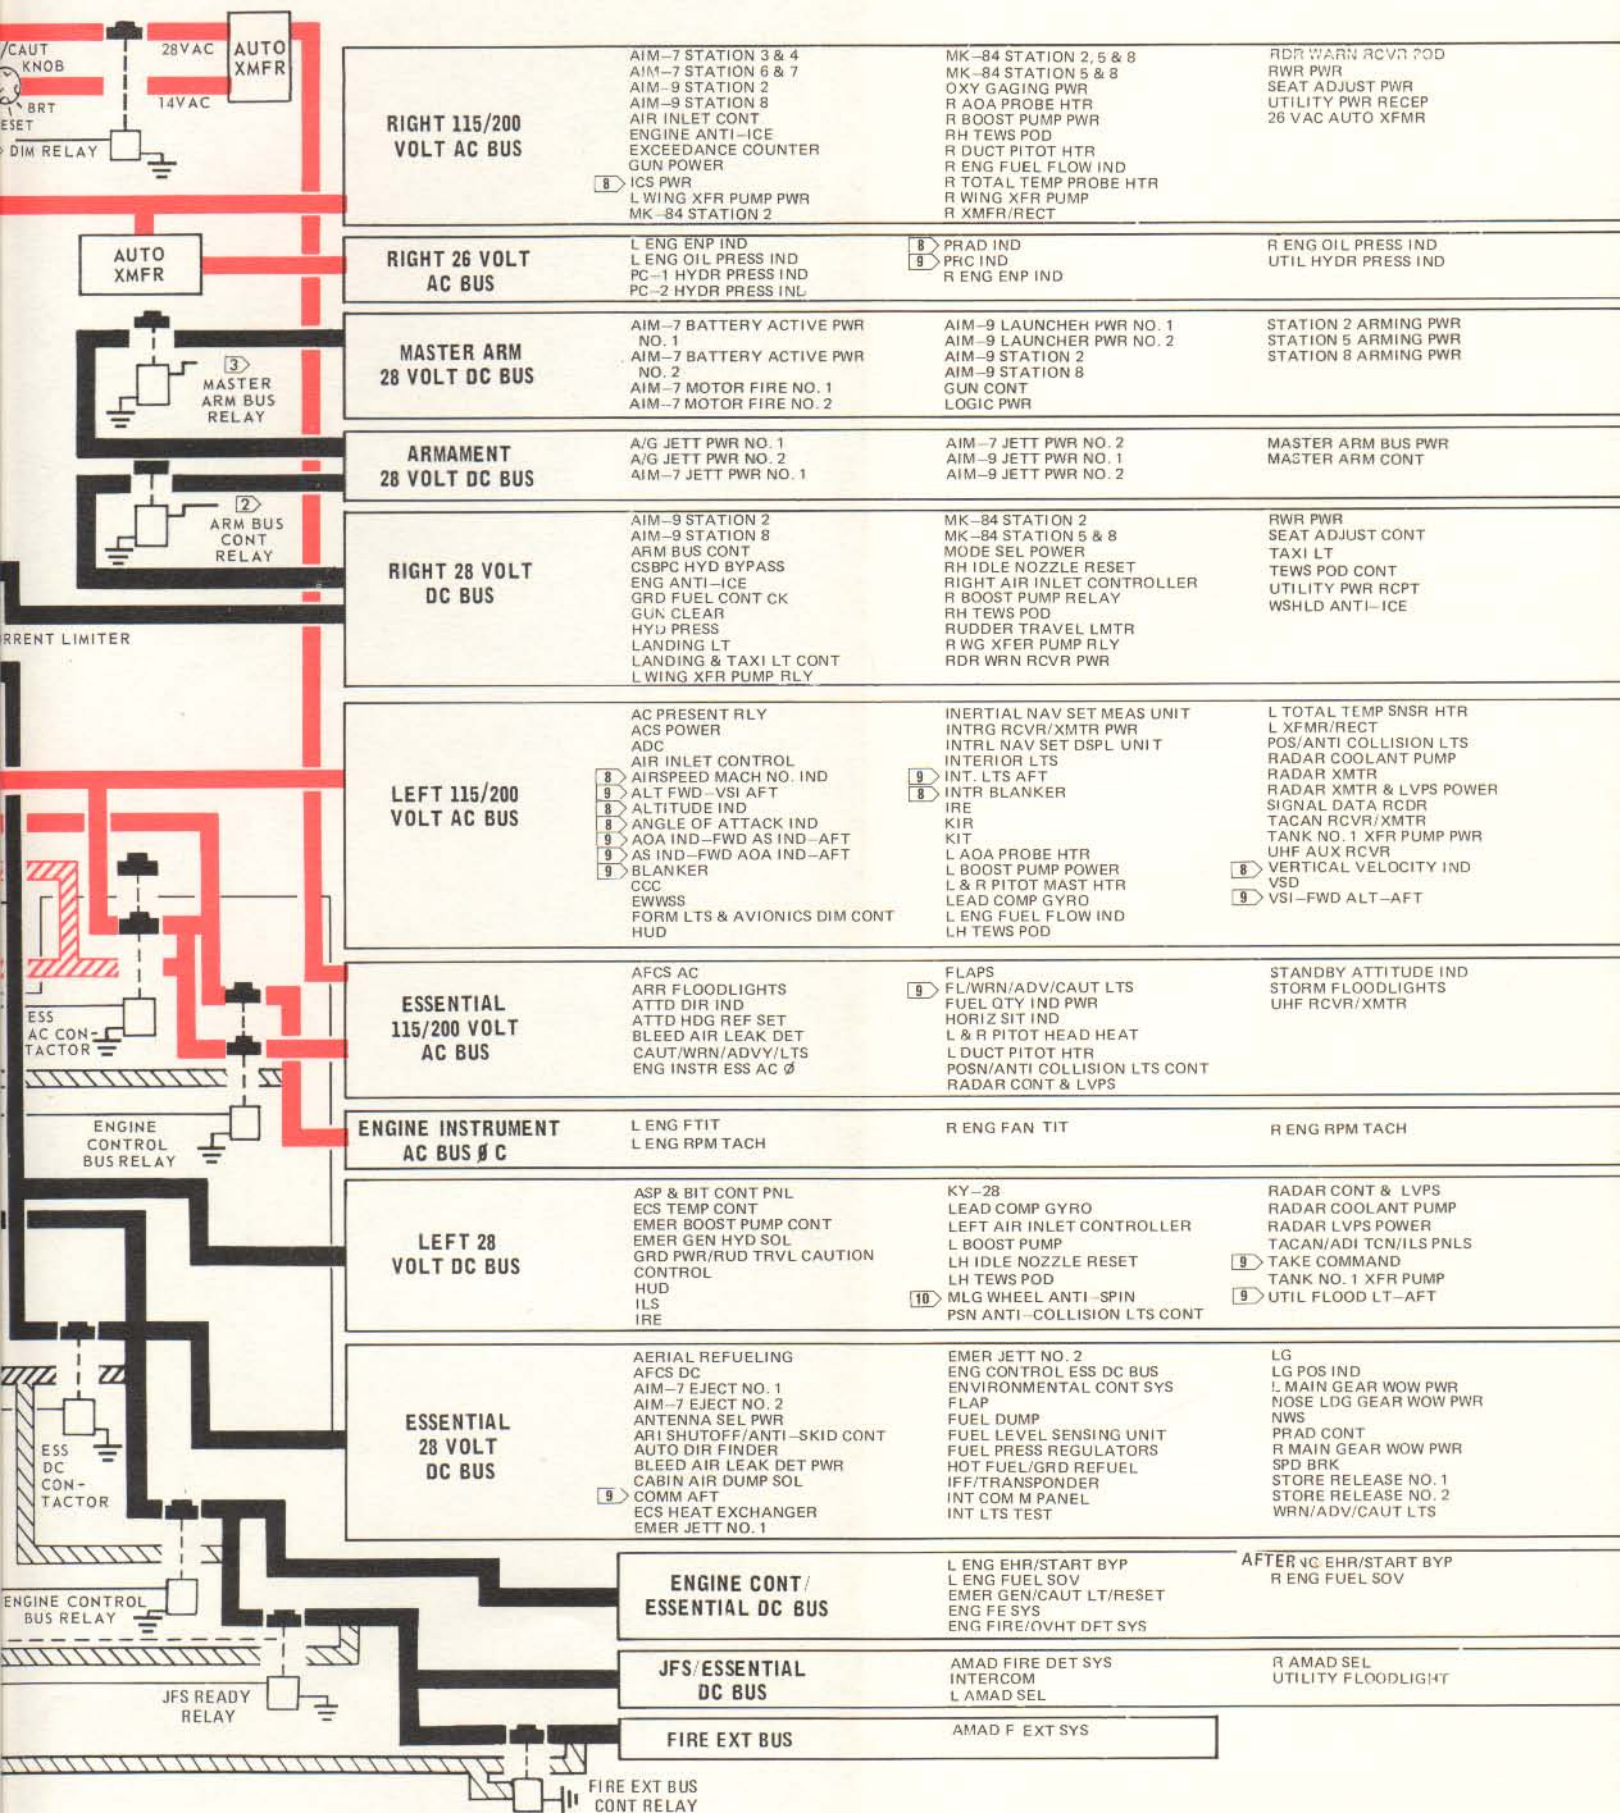 /CAUT
KNOB
BRT
ESET
DIM RELAY
28VAC
14VAC
AUTO
XMFR
AUTO
XMFR
3
MASTER
ARM BUS
RELAY
2
ARM BUS
CONT
RELAY
RRENT LIMITER
ESS
AC CON-
TACTOR
ENGINE
CONTROL
BUS RELAY
ESS
DC
CON-
TACTOR
ENGINE CONTROL
BUS RELAY
JFS READY
RELAY
FIRE EXT BUS
CONT RELAY
RIGHT 115/200
VOLT AC BUS
AIM-7 STATION 3 & 4
AIM-7 STATION 6 & 7
AIM-9 STATION 2
AIM-9 STATION 8
AIR INLET CONT
ENGINE ANTI-ICE
EXCEEDANCE COUNTER
GUN POWER
8 ICS PWR
L WING XFR PUMP PWR
MK-84 STATION 2
MK-84 STATION 2, 5 & 8
MK-84 STATION 5 & 8
OXY GAGING PWR
R AOA PROBE HTR
R BOOST PUMP PWR
RH TEWS POD
R DUCT PITOT HTR
R ENG FUEL FLOW IND
R TOTAL TEMP PROBE HTR
R WING XFR PUMP
R XMFR/RECT
RDR WARN RCVR POD
RWR PWR
SEAT ADJUST PWR
UTILITY PWR RECEP
26 VAC AUTO XFMR
RIGHT 26 VOLT
AC BUS
L ENG ENP IND
L ENG OIL PRESS IND
PC-1 HYDR PRESS IND
PC-2 HYDR PRESS IND
8 PRAD IND
9 PRC IND
R ENG ENP IND
R ENG OIL PRESS IND
UTIL HYDR PRESS IND
MASTER ARM
28 VOLT DC BUS
AIM-7 BATTERY ACTIVE PWR
NO. 1
AIM-7 BATTERY ACTIVE PWR
NO. 2
AIM-7 MOTOR FIRE NO. 1
AIM-7 MOTOR FIRE NO. 2
AIM-9 LAUNCHER PWR NO. 1
AIM-9 LAUNCHER PWR NO. 2
AIM-9 STATION 2
AIM-9 STATION 8
GUN CONT
LOGIC PWR
STATION 2 ARMING PWR
STATION 5 ARMING PWR
STATION 8 ARMING PWR
ARMAMENT
28 VOLT DC BUS
A/G JETT PWR NO. 1
A/G JETT PWR NO. 2
AIM-7 JETT PWR NO. 1
AIM-7 JETT PWR NO. 2
AIM-9 JETT PWR NO. 1
AIM-9 JETT PWR NO. 2
MASTER ARM BUS PWR
MASTER ARM CONT
RIGHT 28 VOLT
DC BUS
AIM-9 STATION 2
AIM-9 STATION 8
ARM BUS CONT
CSBPC HYD BYPASS
ENG ANTI-ICE
GRD FUEL CONT CK
GUN CLEAR
HYD PRESS
LANDING LT
LANDING & TAXI LT CONT
L WING XFR PUMP RLY
MK-84 STATION 2
MK-84 STATION 5 & 8
MODE SEL POWER
RH IDLE NOZZLE RESET
RIGHT AIR INLET CONTROLLER
R BOOST PUMP RELAY
RH TEWS POD
RUDDER TRAVEL LMTR
R WG XFER PUMP RLY
RDR WRN RCVR PWR
RWR PWR
SEAT ADJUST CONT
TAXI LT
TEWS POD CONT
UTILITY PWR RCPT
WSHLD ANTI-ICE
LEFT 115/200
VOLT AC BUS
AC PRESENT RLY
ACS POWER
ADC
AIR INLET CONTROL
8 AIRSPEED MACH NO. IND
9 ALT FWD-VSI AFT
8 ALTITUDE IND
8 ANGLE OF ATTACK IND
9 AOA IND-FWD AS IND-AFT
9 AS IND-FWD AOA IND-AFT
9 BLANKER
CCC
EWWSS
FORM LTS & AVIONICS DIM CONT
HUD
INERTIAL NAV SET MEAS UNIT
INTRG RCVR/XMTR PWR
INTRL NAV SET DSPL UNIT
INTERIOR LTS
9 INT. LTS AFT
8 INTR BLANKER
IRE
KIR
KIT
L AOA PROBE HTR
L BOOST PUMP POWER
L & R PITOT MAST HTR
LEAD COMP GYRO
L ENG FUEL FLOW IND
LH TEWS POD
L TOTAL TEMP SNSR HTR
L XFMR/RECT
POS/ANTI COLLISION LTS
RADAR COOLANT PUMP
RADAR XMTR
RADAR XMTR & LVPS POWER
SIGNAL DATA RCDR
TACAN RCVR/XMTR
TANK NO. 1 XFR PUMP PWR
UHF AUX RCVR
8 VERTICAL VELOCITY IND
VSD
9 VSI-FWD ALT-AFT
ESSENTIAL
115/200 VOLT
AC BUS
AFCS AC
ARR FLOODLIGHTS
ATTD DIR IND
ATTD HDG REF SET
BLEED AIR LEAK DET
CAUT/WRN/ADVY/LTS
ENG INSTR ESS AC Ø
FLAPS
9 FL/WRN/ADV/CAUT LTS
FUEL QTY IND PWR
HORIZ SIT IND
L & R PITOT HEAD HEAT
L DUCT PITOT HTR
POSN/ANTI COLLISION LTS CONT
RADAR CONT & LVPS
STANDBY ATTITUDE IND
STORM FLOODLIGHTS
UHF RCVR/XMTR
ENGINE INSTRUMENT
AC BUS Ø C
L ENG FTIT
L ENG RPM TACH
R ENG FAN TIT
R ENG RPM TACH
LEFT 28
VOLT DC BUS
ASP & BIT CONT PNL
ECS TEMP CONT
EMER BOOST PUMP CONT
EMER GEN HYD SOL
GRD PWR/RUD TRVL CAUTION
CONTROL
HUD
ILS
IRE
KY-28
LEAD COMP GYRO
LEFT AIR INLET CONTROLLER
L BOOST PUMP
LH IDLE NOZZLE RESET
LH TEWS POD
10 MLG WHEEL ANTI-SPIN
PSN ANTI-COLLISION LTS CONT
RADAR CONT & LVPS
RADAR COOLANT PUMP
RADAR LVPS POWER
TACAN/ADI TCN/ILS PNLS
9 TAKE COMMAND
TANK NO. 1 XFR PUMP
9 UTIL FLOOD LT-AFT
ESSENTIAL
28 VOLT
DC BUS
AERIAL REFUELING
AFCS DC
AIM-7 EJECT NO. 1
AIM-7 EJECT NO. 2
ANTENNA SEL PWR
ARI SHUTOFF/ANTI-SKID CONT
AUTO DIR FINDER
BLEED AIR LEAK DET PWR
CABIN AIR DUMP SOL
9 COMM AFT
ECS HEAT EXCHANGER
EMER JETT NO. 1
EMER JETT NO. 2
ENG CONTROL ESS DC BUS
ENVIRONMENTAL CONT SYS
FLAP
FUEL DUMP
FUEL LEVEL SENSING UNIT
FUEL PRESS REGULATORS
HOT FUEL/GRD REFUEL
IFF/TRANSPONDER
INT COM M PANEL
INT LTS TEST
LG
LG POS IND
L MAIN GEAR WOW PWR
NOSE LDG GEAR WOW PWR
NWS
PRAD CONT
R MAIN GEAR WOW PWR
SPD BRK
STORE RELEASE NO. 1
STORE RELEASE NO. 2
WRN/ADV/CAUT LTS
ENGINE CONT/
ESSENTIAL DC BUS
L ENG EHR/START BYP
L ENG FUEL SOV
EMER GEN/CAUT LT/RESET
ENG FE SYS
ENG FIRE/OVHT DET SYS
AFTER NG EHR/START BYP
R ENG FUEL SOV
JFS/ESSENTIAL
DC BUS
AMAD FIRE DET SYS
INTERCOM
L AMAD SEL
R AMAD SEL
UTILITY FLOODLIGHT
FIRE EXT BUS
AMAD F EXT SYS